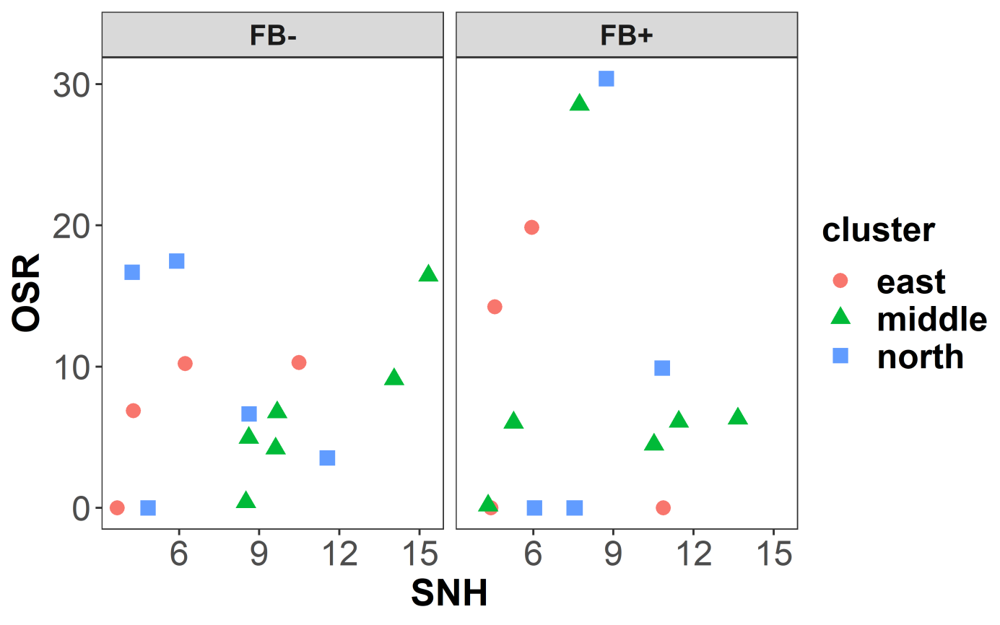 FB- FB+
30
20
10
0
OSR
6 9 12 15 6 9 12 15
SNH
cluster
east
middle
north